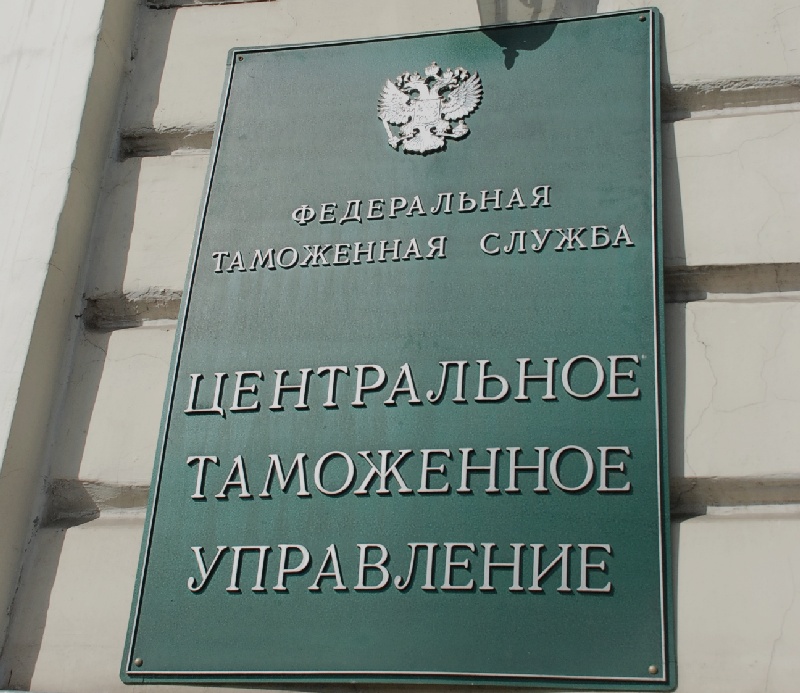 ФЕДЕРАЛЬНАЯ
ТАМОЖЕННАЯ СЛУЖБА
ЦЕНТРАЛЬНОЕ
ТАМОЖЕННОЕ
УПРАВЛЕНИЕ